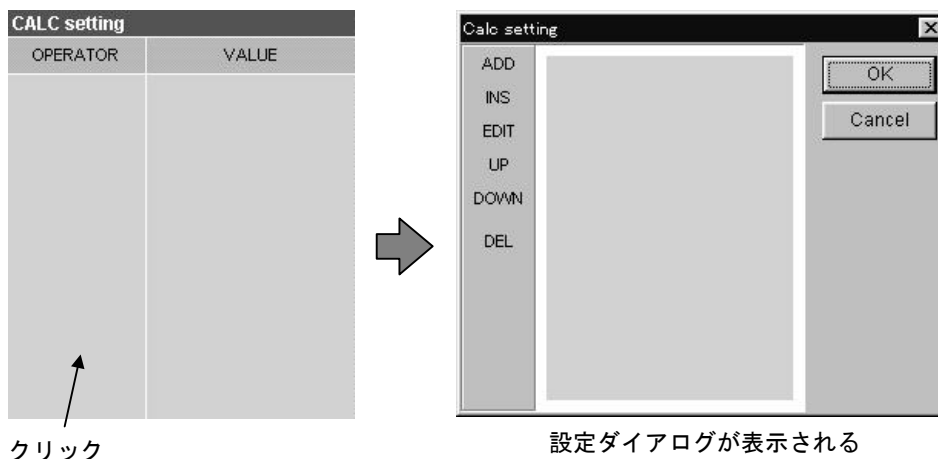 CALC setting
OPERATOR VALUE
クリック
Calc setting
ADD
INS
EDIT
UP
DOWN
DEL
OK
Cancel
設定ダイアログが表示される